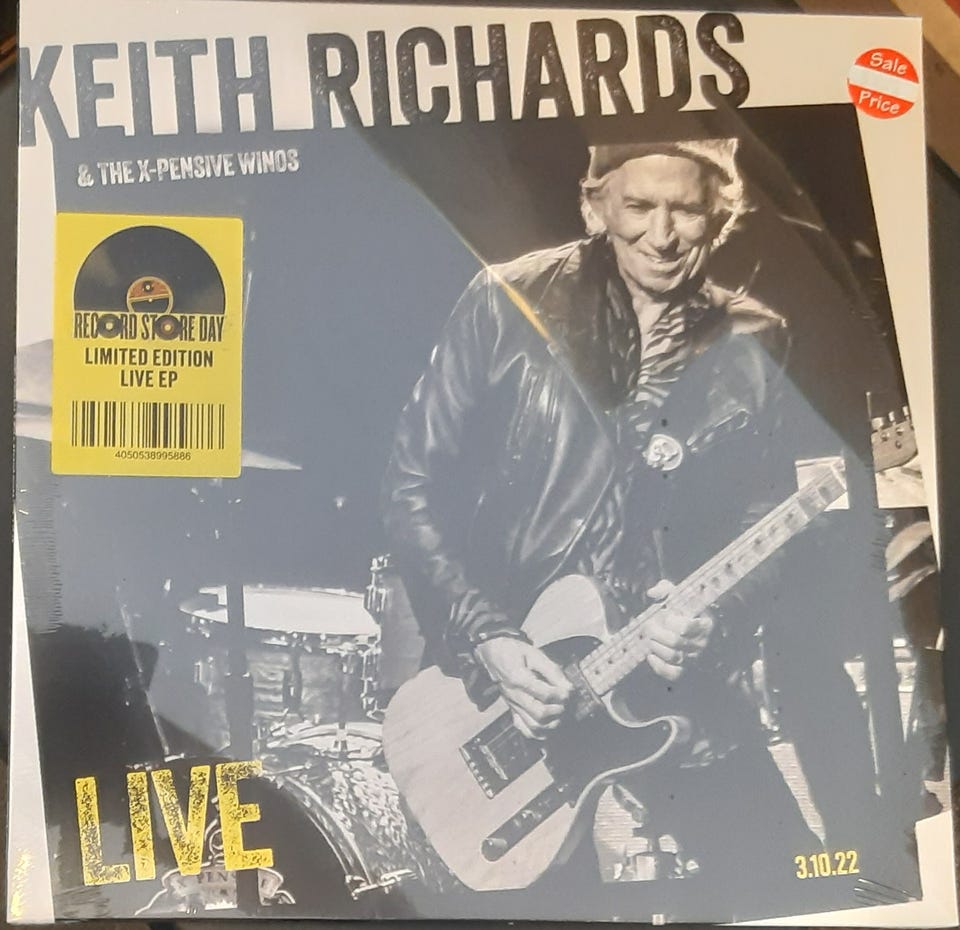 KEITH RICHARDS
Sale
Price
& THE X-PENSIVE WINOS
RECORD STORE DAY
LIMITED EDITION
LIVE EP
4050538995886
LIVE
3.10.22